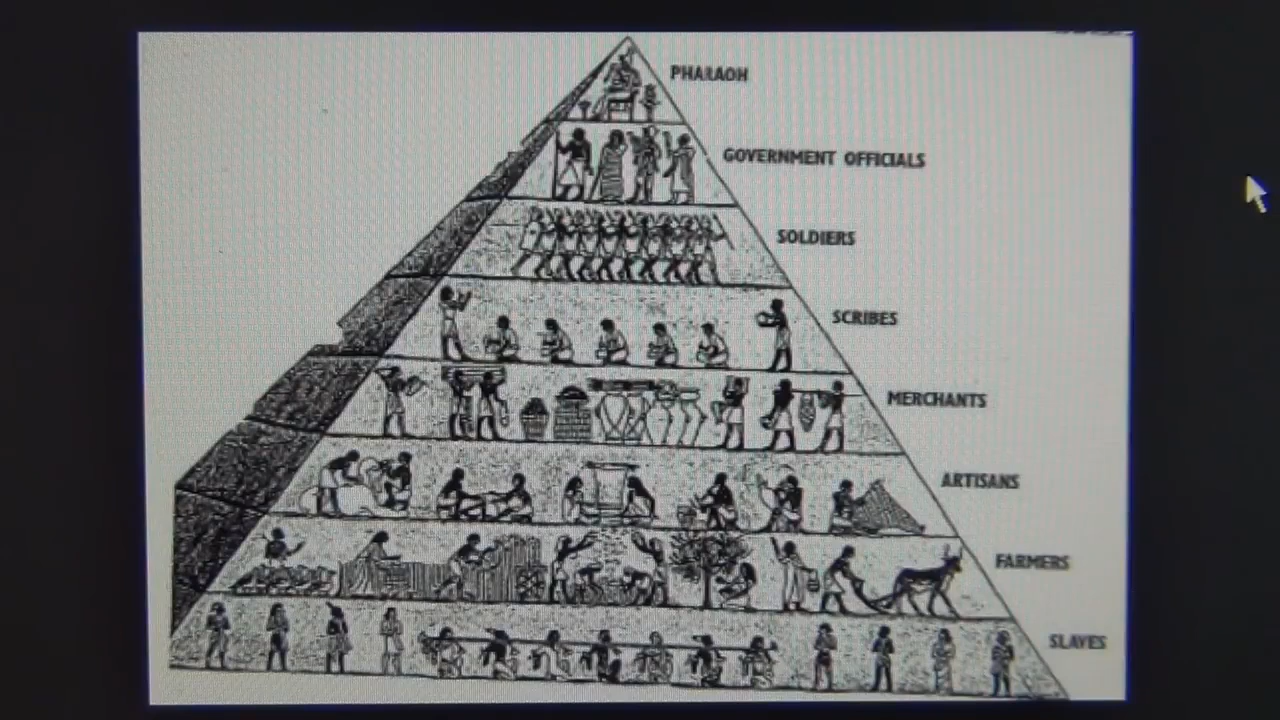 PHARAOH
GOVERNMENT OFFICIALS
SOLDIERS
SCRIBES
MERCHANTS
ARTISANS
FARMERS
SLAVES